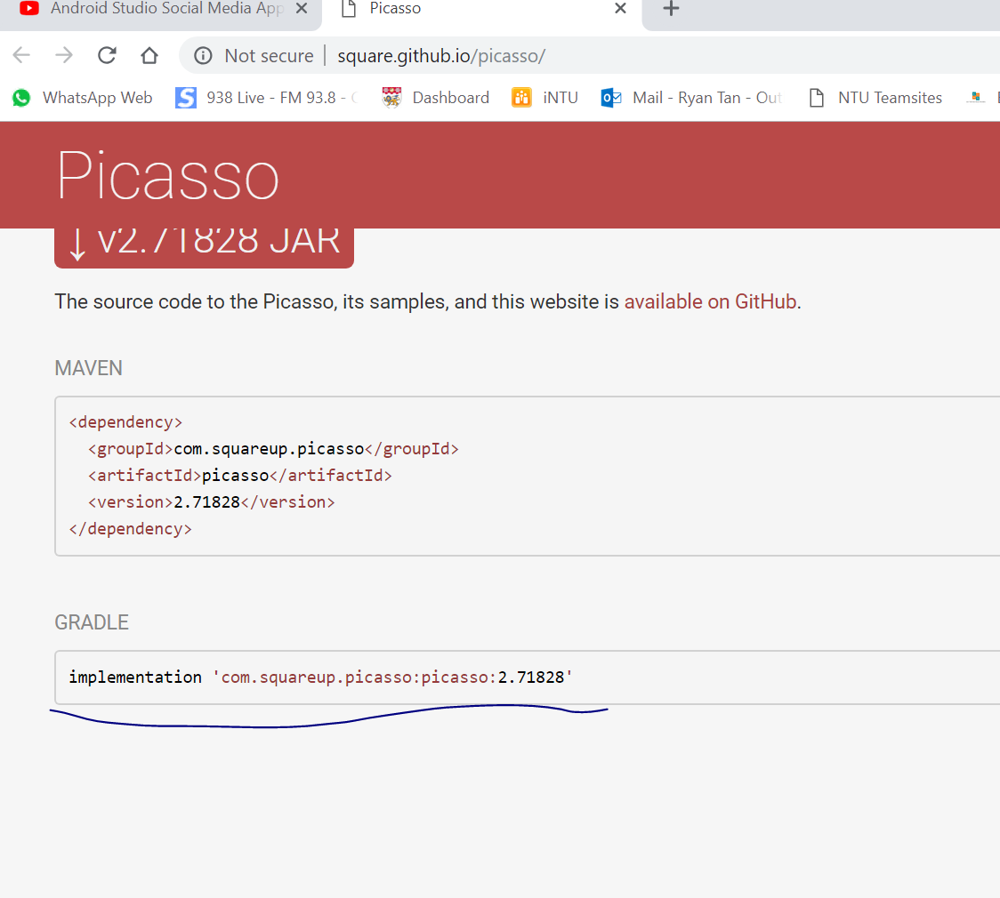 Android Studio Social Media App
Picasso
Not secure square.github.io/picasso/
WhatsApp Web 938 Live - FM 93.8 - Dashboard iNTU Mail - Ryan Tan - Out NTU Teamsites
Picasso
↓ v2.71828 JAR
The source code to the Picasso, its samples, and this website is available on GitHub.
MAVEN
<dependency>
  <groupId>com.squareup.picasso</groupId>
  <artifactId>picasso</artifactId>
  <version>2.71828</version>
</dependency>
GRADLE
implementation 'com.squareup.picasso:picasso:2.71828'